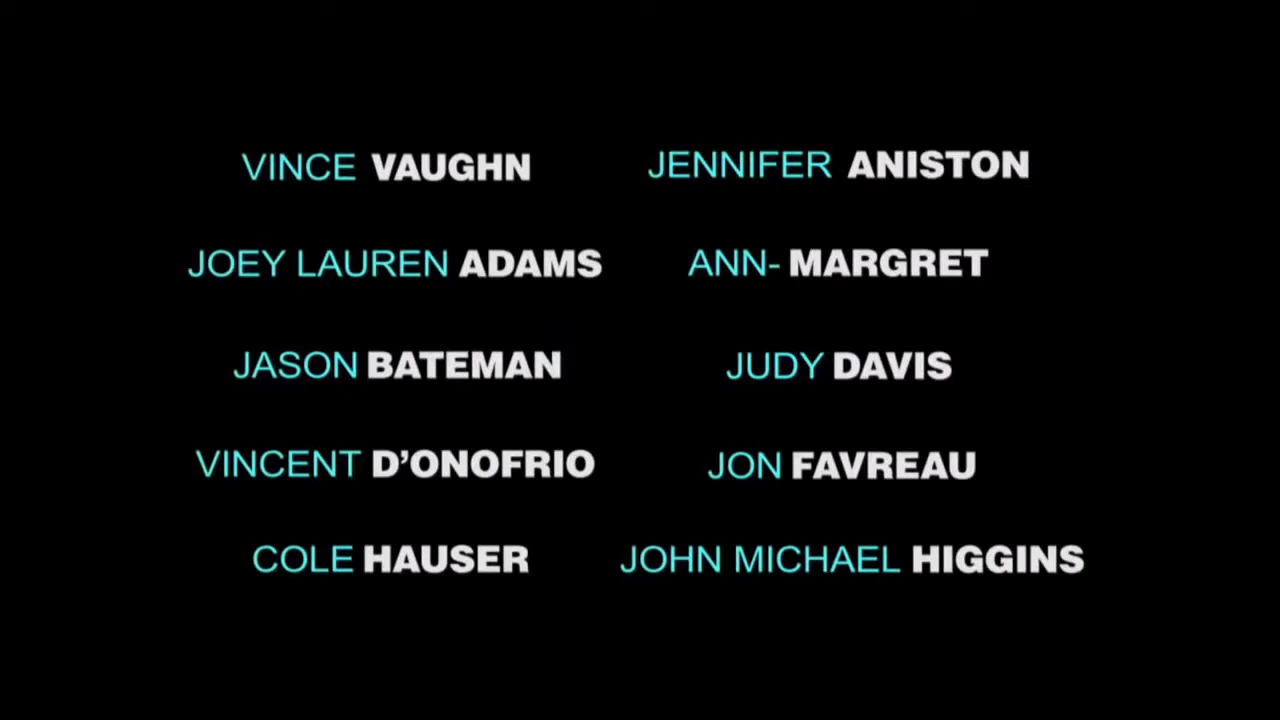 VINCE VAUGHN JENNIFER ANISTON
JOEY LAUREN ADAMS ANN- MARGRET
JASON BATEMAN JUDY DAVIS
VINCENT D’ONOFRIO JON FAVREAU
COLE HAUSER JOHN MICHAEL HIGGINS